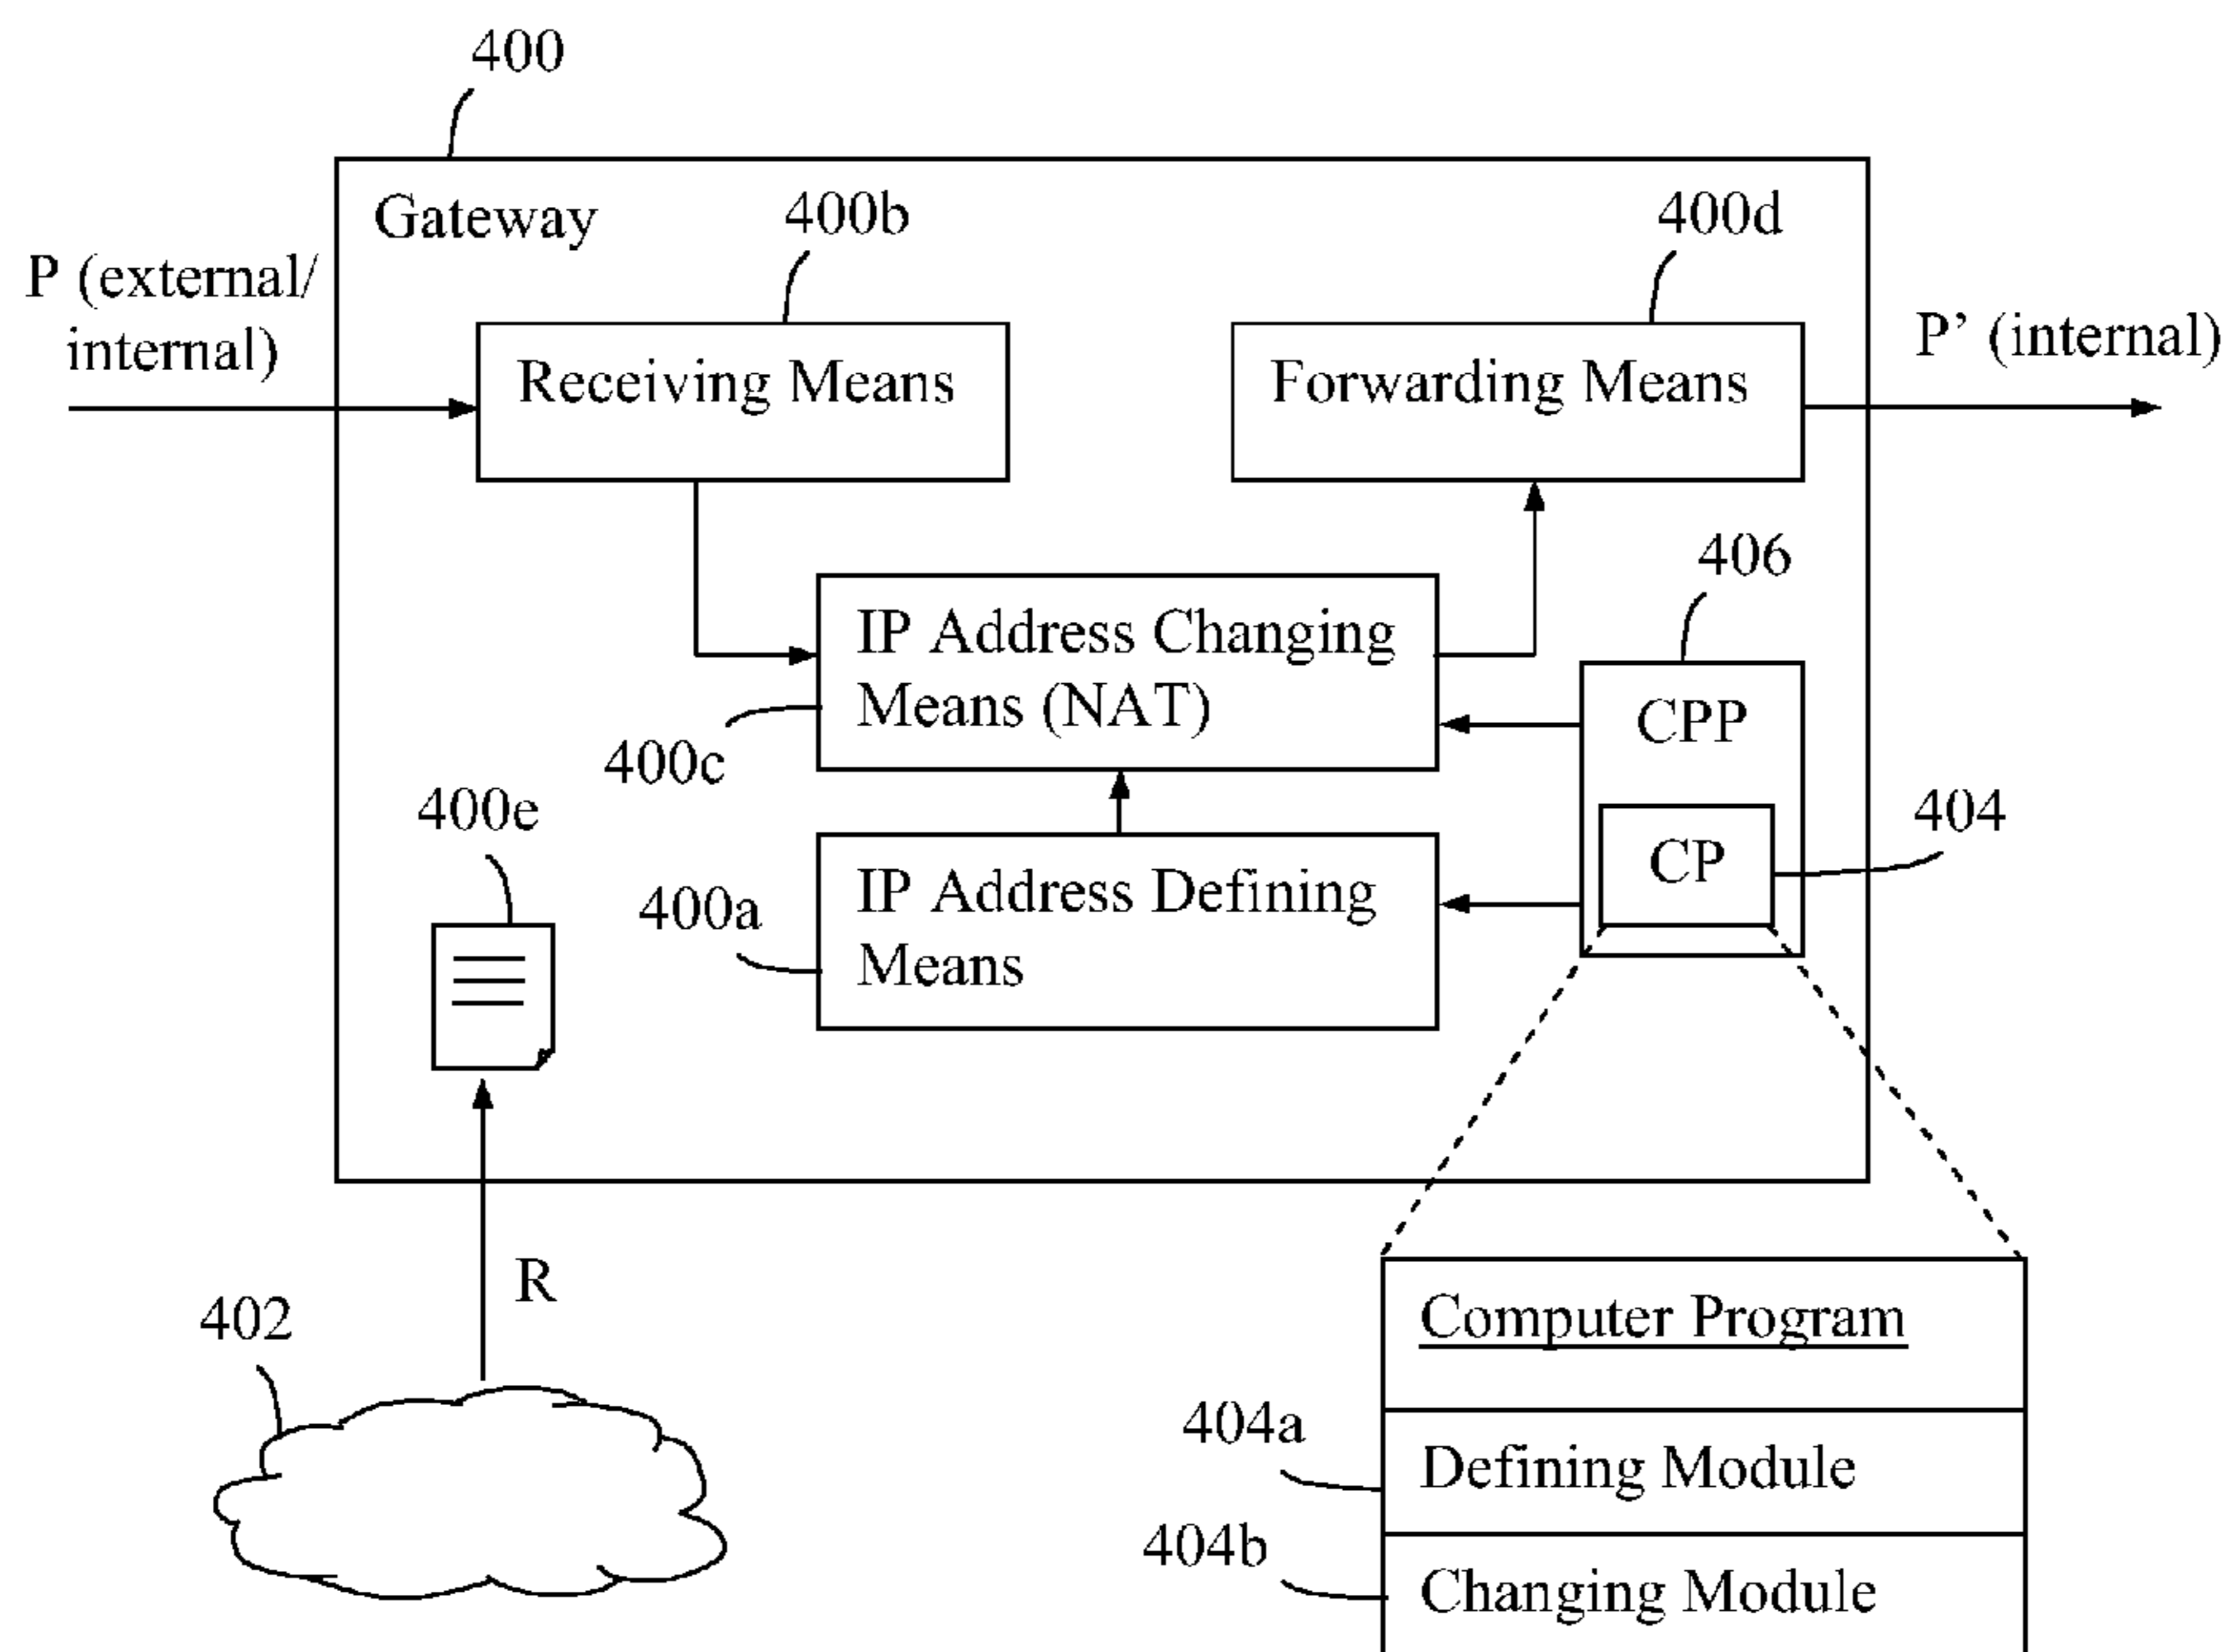 400
Gateway
400b
400d
P (external/
internal)
P’ (internal)
Receiving Means
Forwarding Means
406
IP Address Changing
Means (NAT)
CPP
400c
400e
404
CP
IP Address Defining
Means
400a
R
402
Computer Program
404a
Defining Module
404b
Changing Module